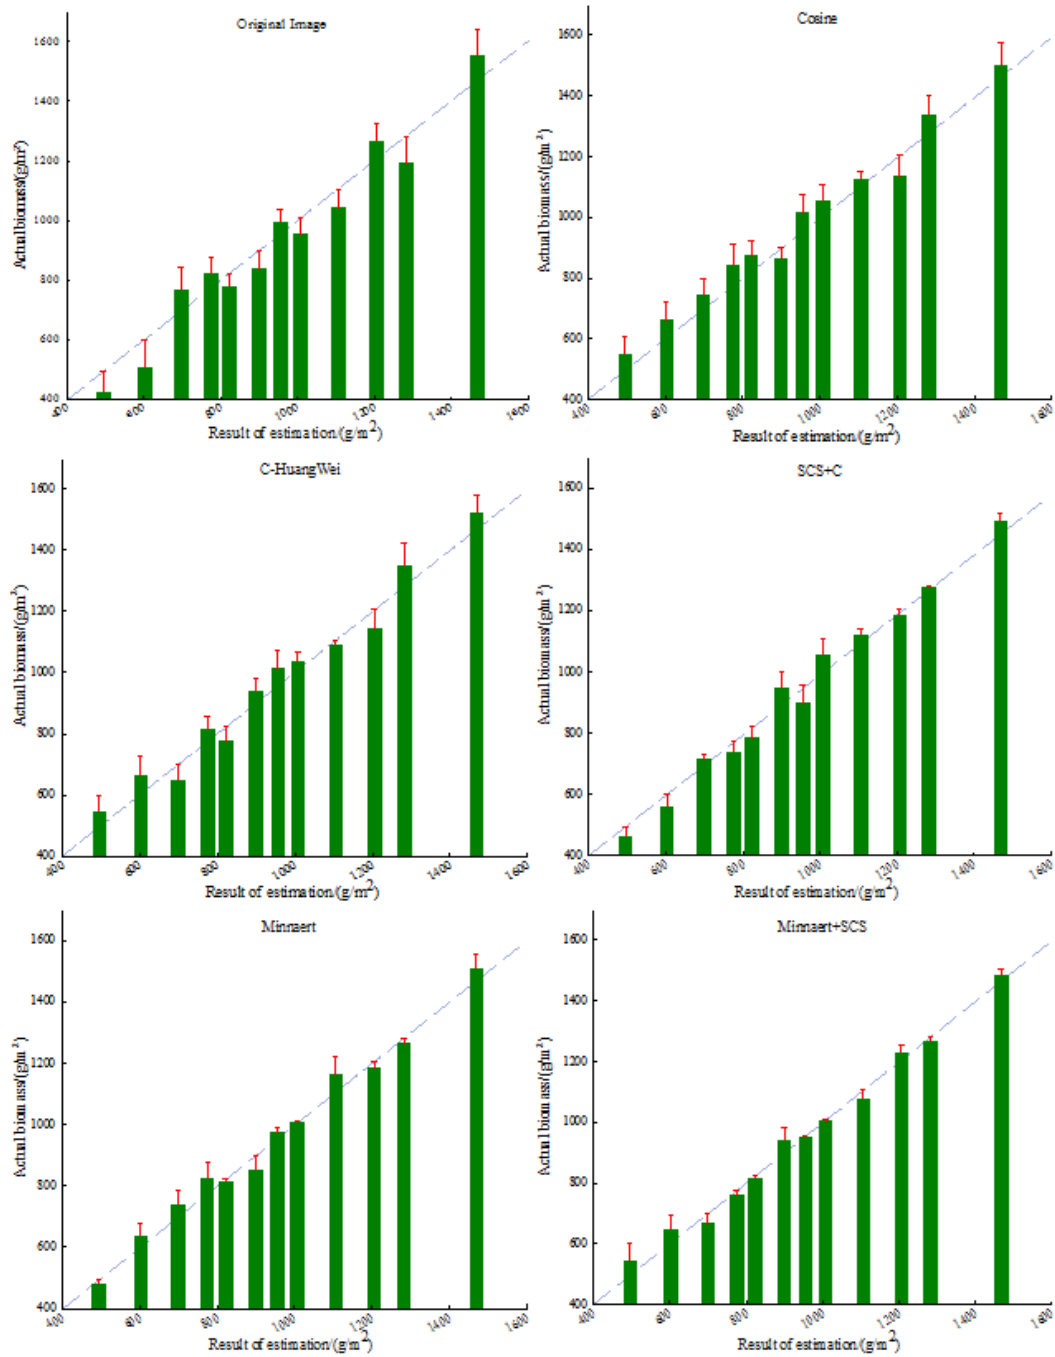 Original Image
Actual biomass/(g/m²)
1600
1400
1200
1000
800
600
400
400 600 800 1000 1200 1400 1600
Result of estimation/(g/m²)
Cosine
Actual biomass/(g/m²)
1600
1400
1200
1000
800
600
400
400 600 800 1000 1200 1400 1600
Result of estimation/(g/m²)
C-HuangWei
Actual biomass/(g/m²)
1600
1400
1200
1000
800
600
400
400 600 800 1000 1200 1400 1600
Result of estimation/(g/m²)
SCS+C
Actual biomass/(g/m²)
1600
1400
1200
1000
800
600
400
400 600 800 1000 1200 1400 1600
Result of estimation/(g/m²)
Minnaert
Actual biomass/(g/m²)
1600
1400
1200
1000
800
600
400
400 600 800 1000 1200 1400 1600
Result of estimation/(g/m²)
Minnaert+SCS
Actual biomass/(g/m²)
1600
1400
1200
1000
800
600
400
400 600 800 1000 1200 1400 1600
Result of estimation/(g/m²)